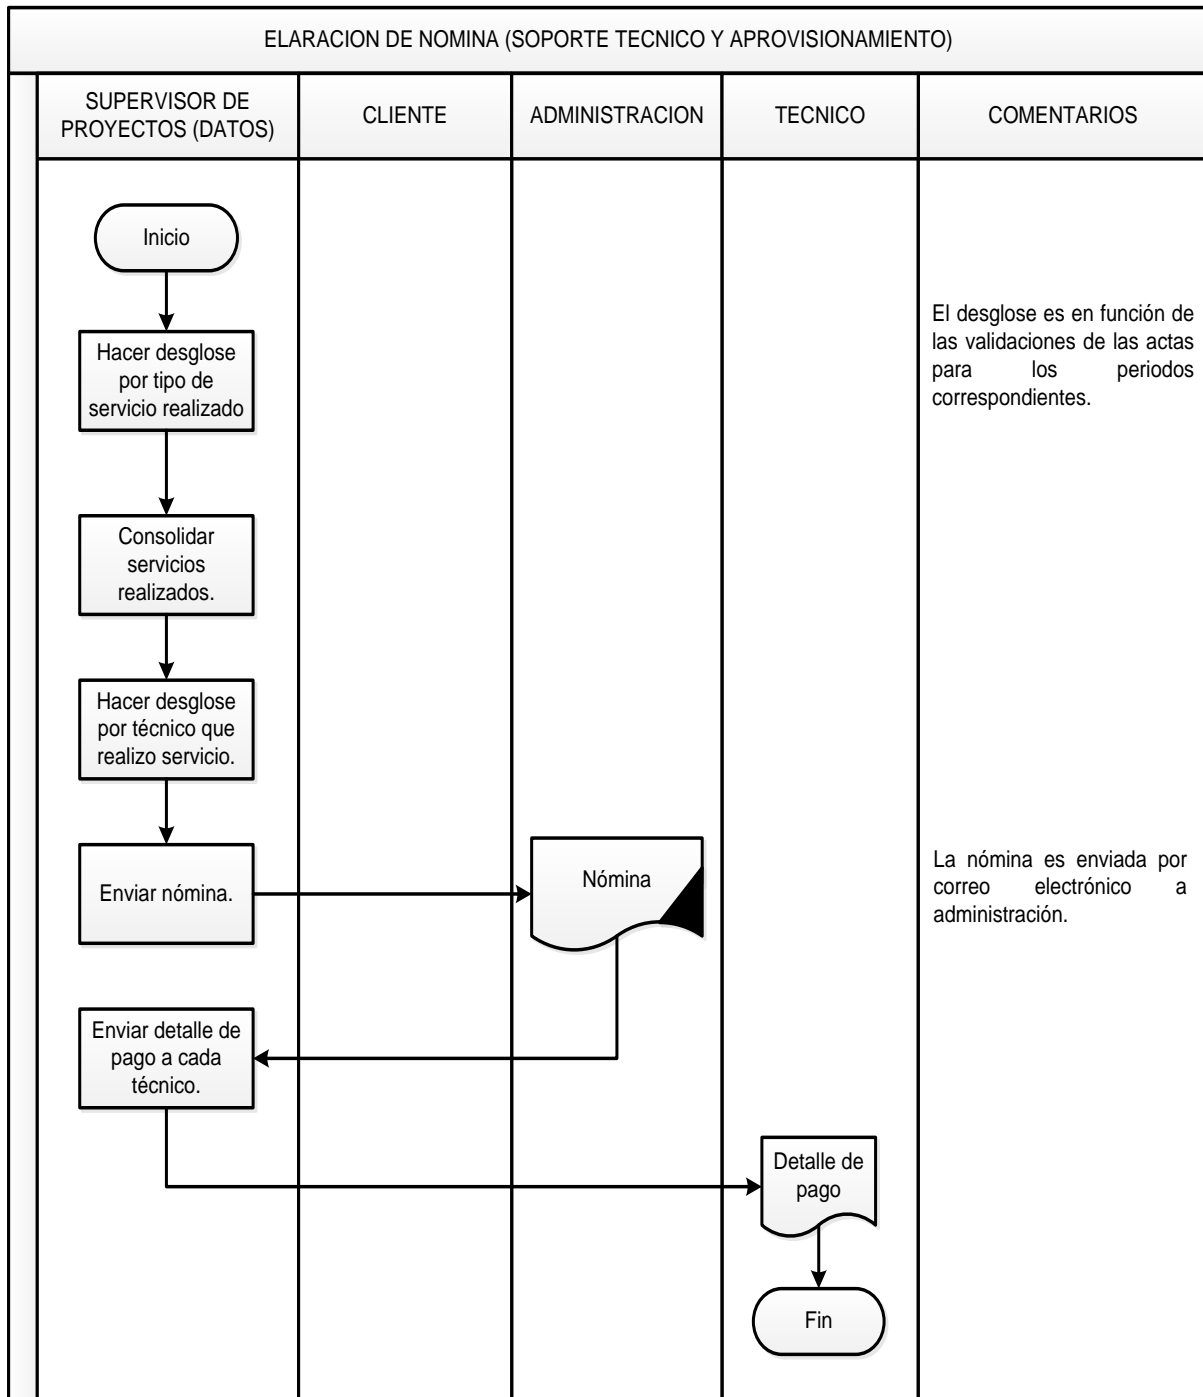 ELARACION DE NOMINA (SOPORTE TECNICO Y APROVISIONAMIENTO)
SUPERVISOR DE
PROYECTOS (DATOS)
CLIENTE
ADMINISTRACION
TECNICO
COMENTARIOS
Inicio
Hacer desglose
por tipo de
servicio realizado
El desglose es en función de
las validaciones de las actas
para los periodos
correspondientes.
Consolidar
servicios
realizados.
Hacer desglose
por técnico que
realizo servicio.
Enviar nómina.
Nómina
La nómina es enviada por
correo electrónico a
administración.
Enviar detalle de
pago a cada
técnico.
Detalle de
pago
Fin